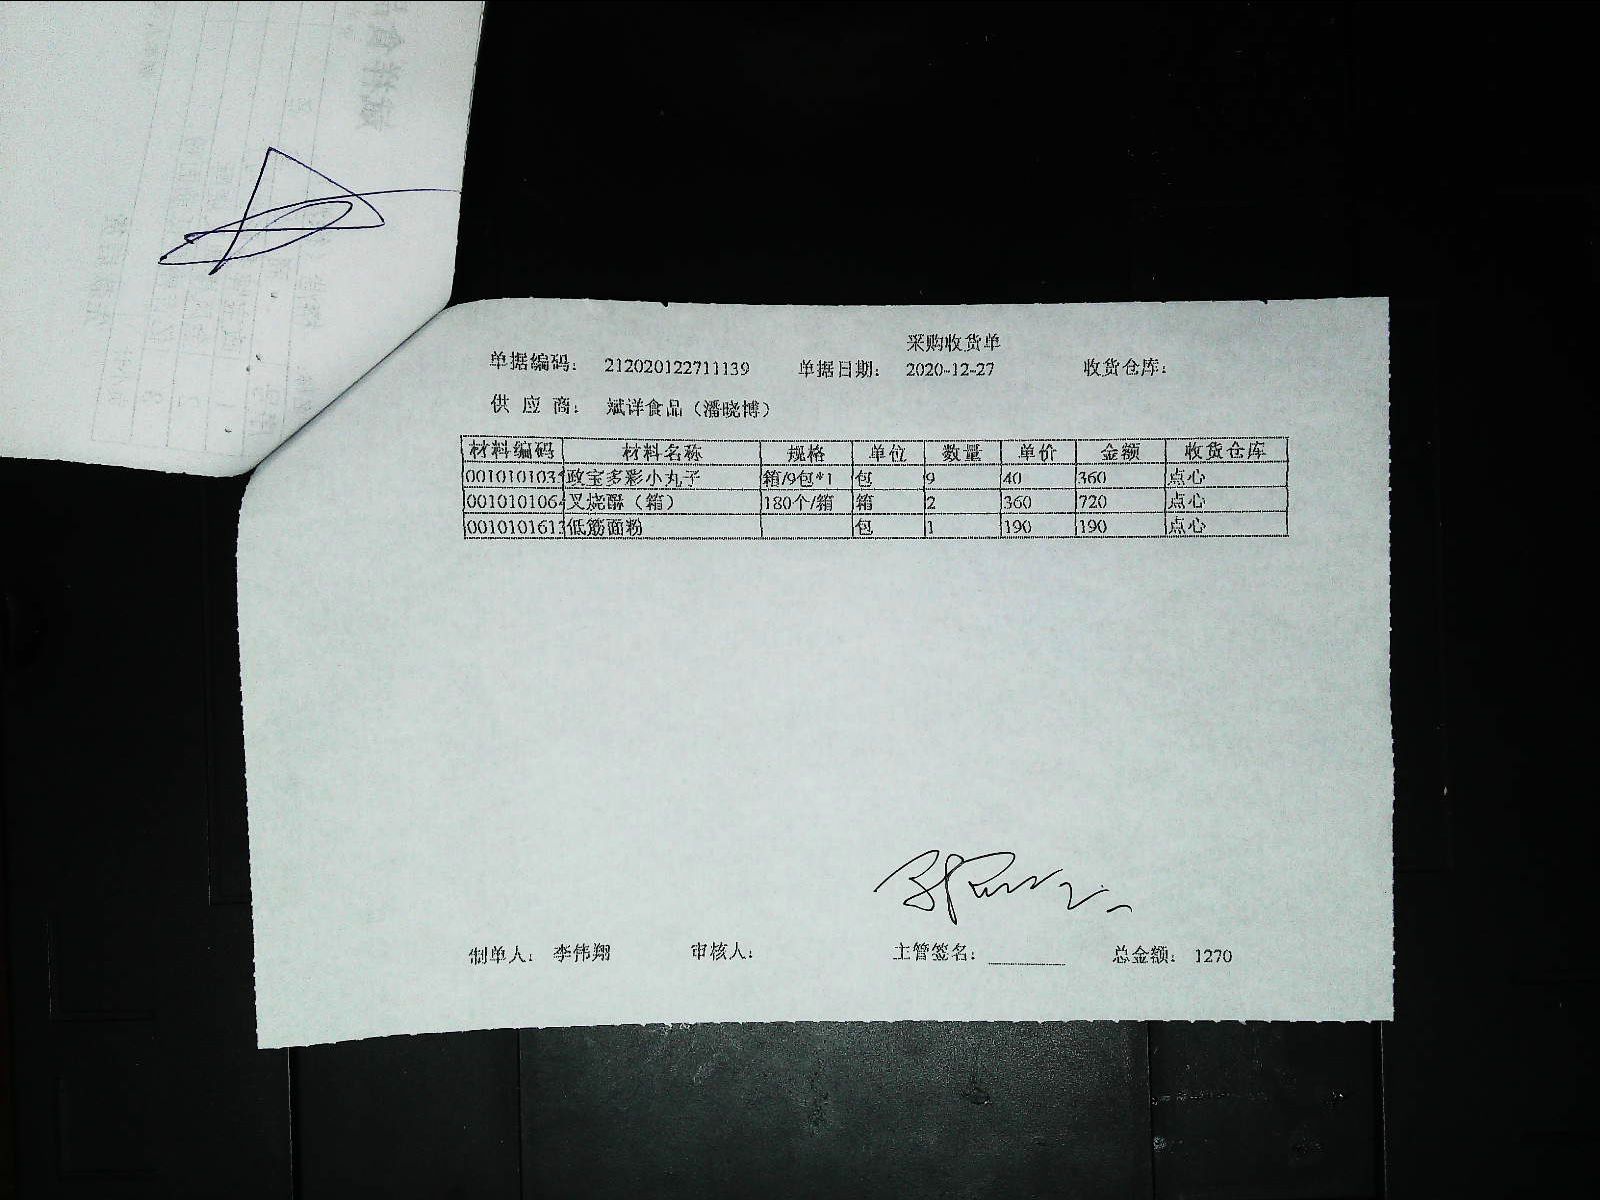 采购收货单
单据编码: 212020122711139 单据日期: 2020-12-27 收货仓库:
供应商: 斌详食品（潘晓博）
材料编码 材料名称 规格 单位 数量 单价 金额 收货仓库
001010103 政宝多彩小丸子 箱/9包*1 包 9 40 360 点心
001010106 叉烧酥（箱） 180个/箱 箱 2 360 720 点心
001010161 低筋面粉 包 1 190 190 点心
制单人: 李伟翔 审核人: 主管签名: 总金额: 1270